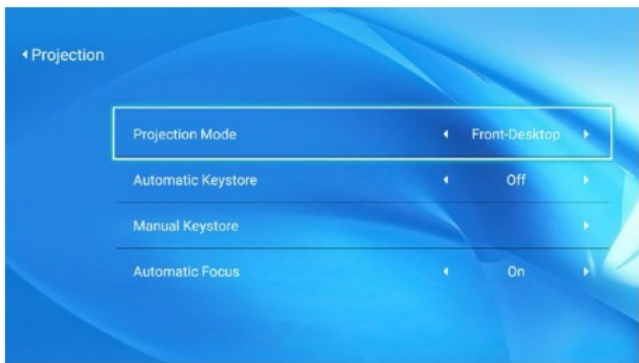 Projection
Projection Mode Front-Desktop
Automatic Keystore Off
Manual Keystore
Automatic Focus On